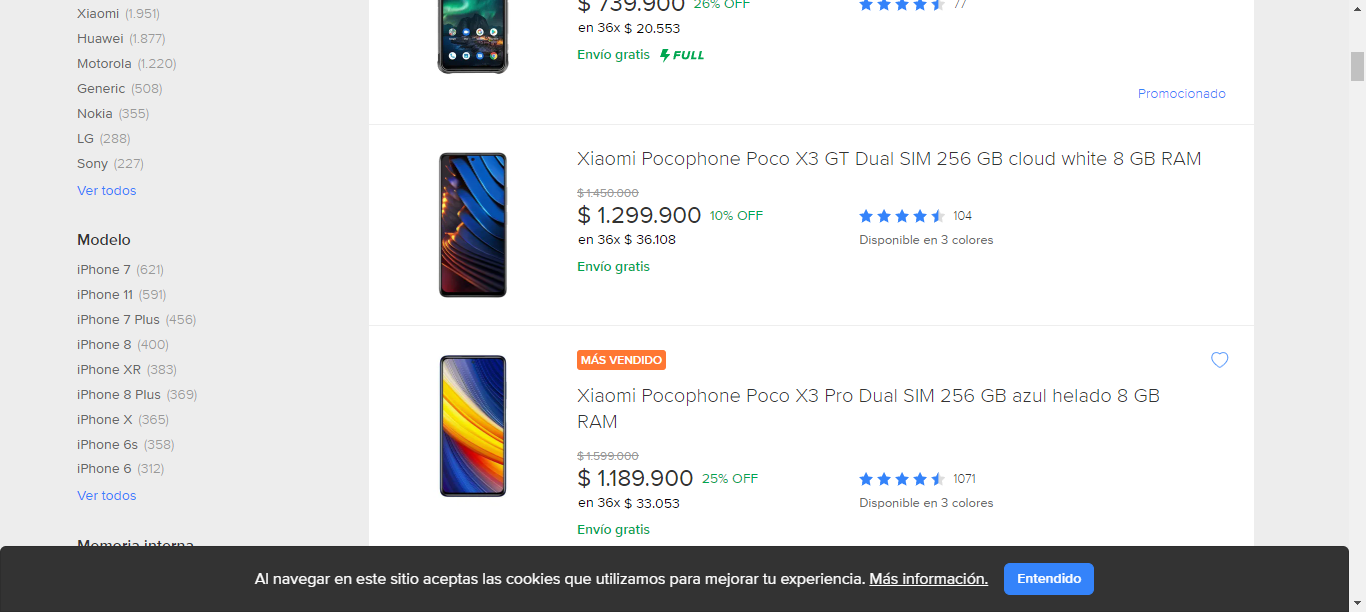 Xiaomi (1.951)
Huawei (1.877)
Motorola (1.220)
Generic (508)
Nokia (355)
LG (288)
Sony (227)
Ver todos
Modelo
iPhone 7 (621)
iPhone 11 (591)
iPhone 7 Plus (456)
iPhone 8 (400)
iPhone XR (383)
iPhone 8 Plus (369)
iPhone X (365)
iPhone 6s (358)
iPhone 6 (312)
Ver todos
Memoria interna
$ 739.900 26% OFF
77
en 36x $ 20.553
Envío gratis FULL
Promocionado
Xiaomi Pocophone Poco X3 GT Dual SIM 256 GB cloud white 8 GB RAM
$ 1.450.000
$ 1.299.900 10% OFF
104
en 36x $ 36.108
Disponible en 3 colores
Envío gratis
MÁS VENDIDO
Xiaomi Pocophone Poco X3 Pro Dual SIM 256 GB azul helado 8 GB
RAM
$ 1.599.000
$ 1.189.900 25% OFF
1071
en 36x $ 33.053
Disponible en 3 colores
Envío gratis
Al navegar en este sitio aceptas las cookies que utilizamos para mejorar tu experiencia. Más información.
Entendido